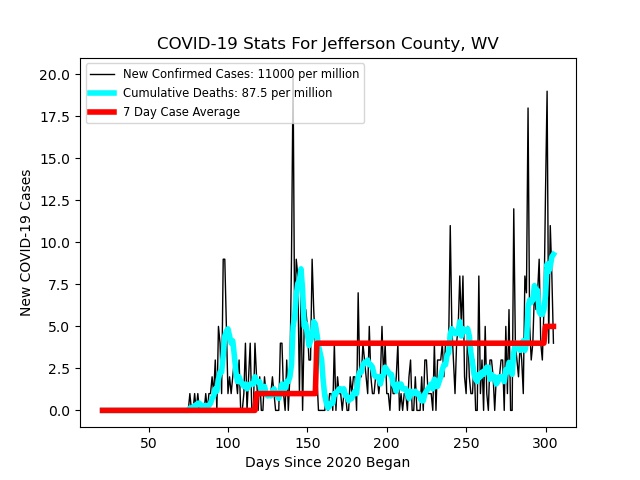 COVID-19 Stats For Jefferson County, WV
New Confirmed Cases: 11000 per million
Cumulative Deaths: 87.5 per million
7 Day Case Average
New COVID-19 Cases
20.0
17.5
15.0
12.5
10.0
7.5
5.0
2.5
0.0
50 100 150 200 250 300
Days Since 2020 Began